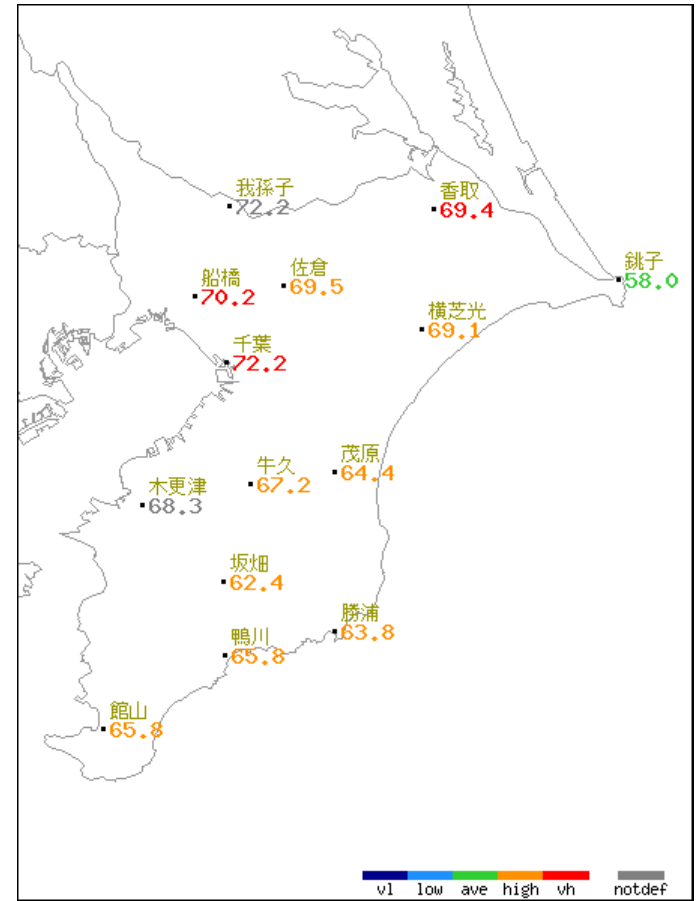 我孫子
72.2
香取
69.4
銚子
58.0
船橋
70.2
佐倉
69.5
横芝光
69.1
千葉
72.2
茂原
64.4
牛久
67.2
木更津
68.3
坂畑
62.4
勝浦
63.8
鴨川
65.8
館山
65.8
vl low ave high vh notdef